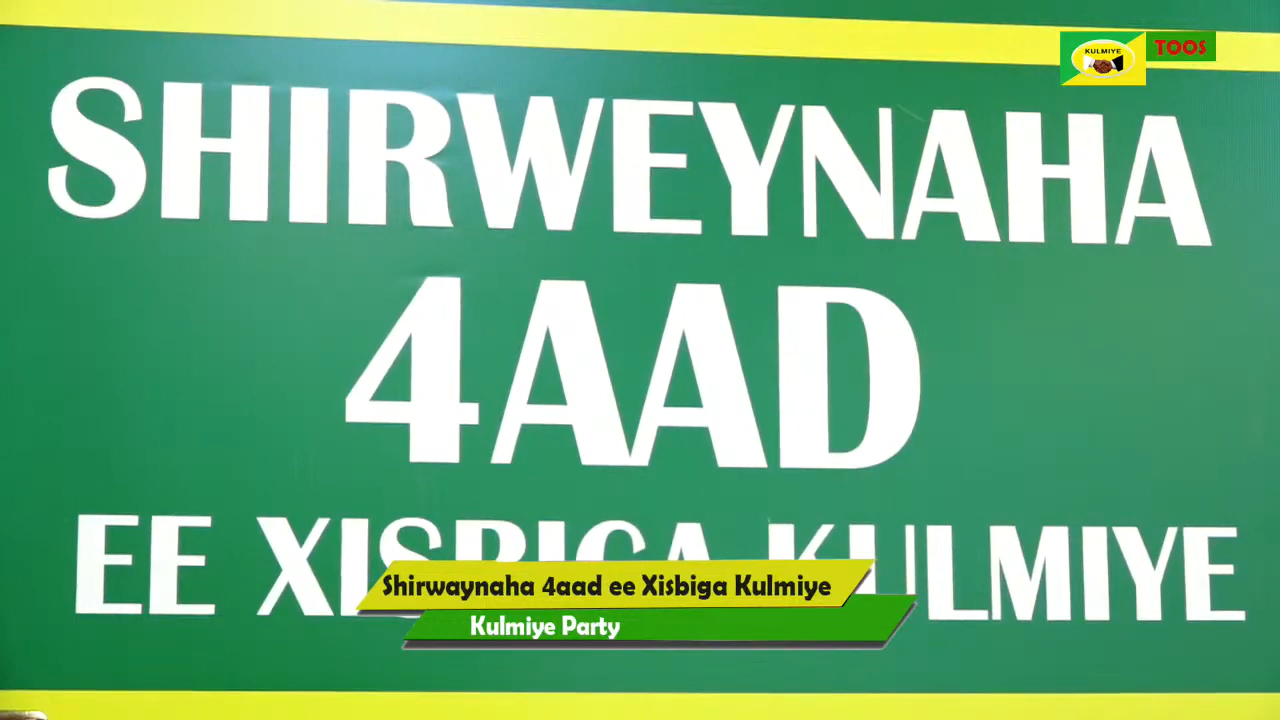 KULMIYE
TOOS
SHIRWEYNAHA
4AAD
EE XISBIGA KULMIYE
Shirwaynaha 4aad ee Xisbiga Kulmiye
Kulmiye Party